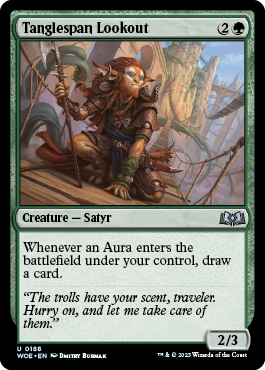 Tanglespan Lookout 2
Creature — Satyr
Whenever an Aura enters the
battlefield under your control, draw
a card.
“The trolls have your scent, traveler.
Hurry on, and let me take care of
them.”
2/3
U 0188
WOE • EN Dmitry Burmak
™ & © 2023 Wizards of the Coast